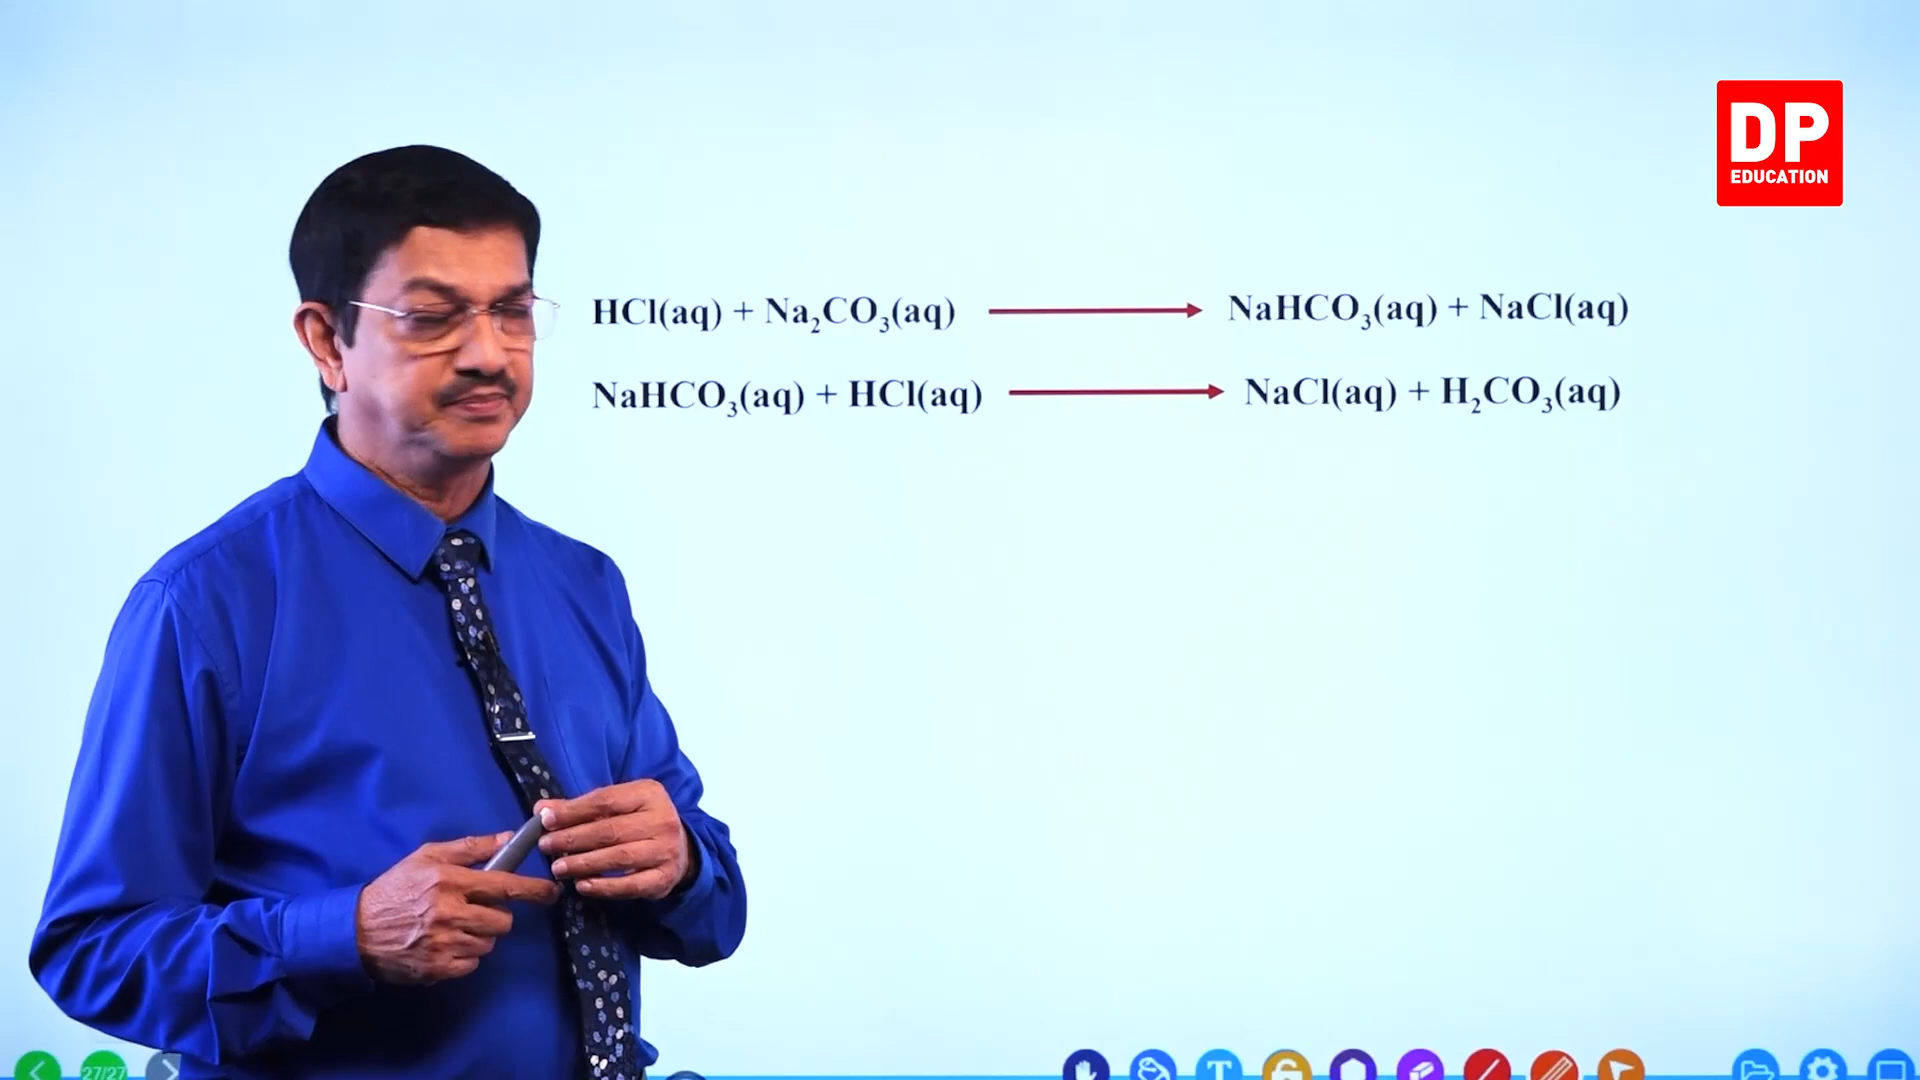 DP
EDUCATION
HCl(aq) + Na₂CO₃(aq) ⟶ NaHCO₃(aq) + NaCl(aq)
NaHCO₃(aq) + HCl(aq) ⟶ NaCl(aq) + H₂CO₃(aq)
27/27
T